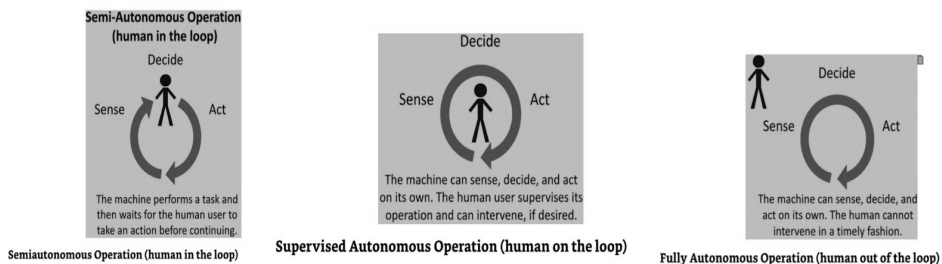 Semi-Autonomous Operation
(human in the loop)
Decide
Sense
Act
The machine performs a task and
then waits for the human user to
take an action before continuing.
Semiautonomous Operation (human in the loop)
Decide
Sense
Act
The machine can sense, decide, and act
on its own. The human user supervises its
operation and can intervene, if desired.
Supervised Autonomous Operation (human on the loop)
Decide
Sense
Act
The machine can sense, decide, and
act on its own. The human cannot
intervene in a timely fashion.
Fully Autonomous Operation (human out of the loop)